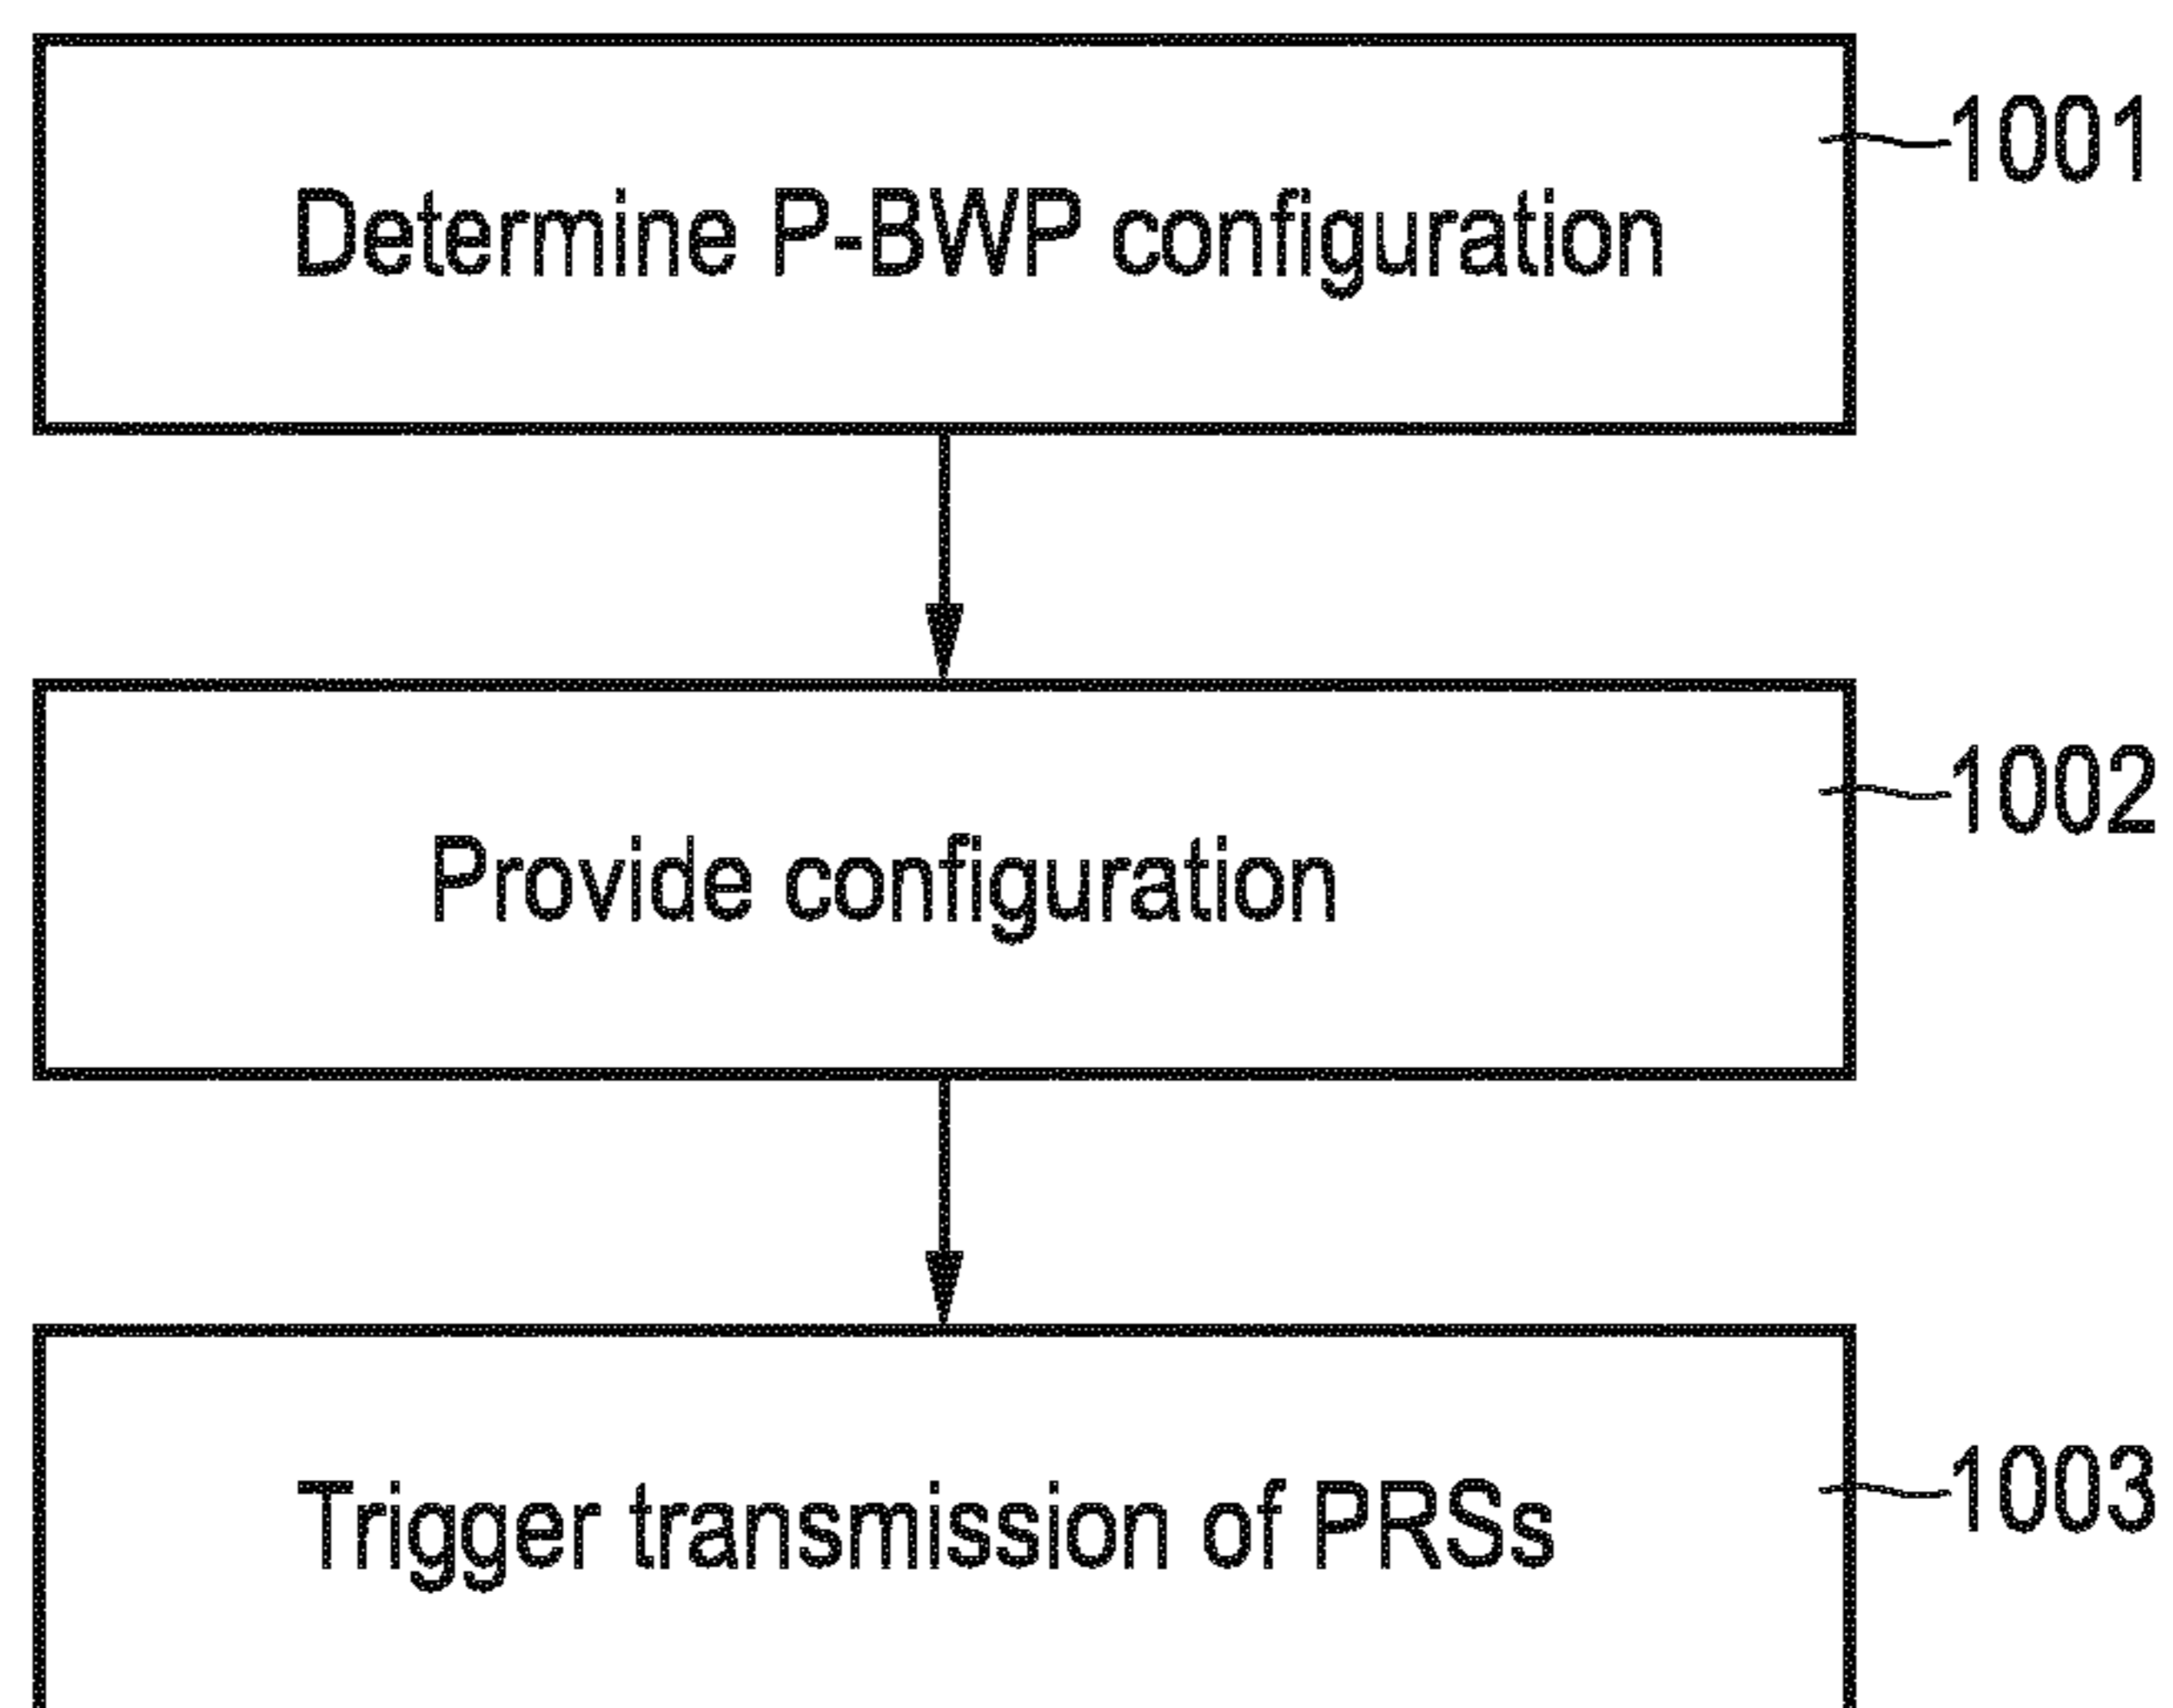 Determine P-BWP configuration
1001
Provide configuration
1002
Trigger transmission of PRSs
1003